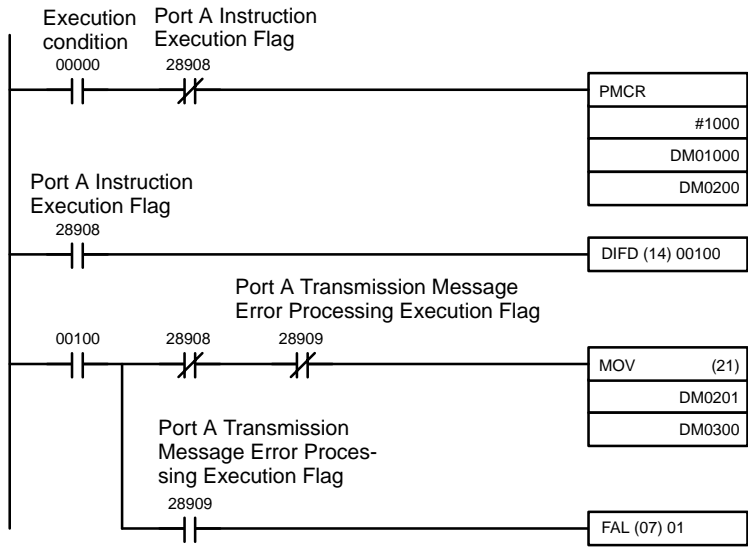 Execution
condition
Port A Instruction
Execution Flag
00000
28908
PMCR
#1000
DM01000
DM0200
Port A Instruction
Execution Flag
28908
DIFD (14) 00100
Port A Transmission Message
Error Processing Execution Flag
00100
28908
28909
MOV (21)
DM0201
DM0300
Port A Transmission
Message Error Proces-
sing Execution Flag
28909
FAL (07) 01